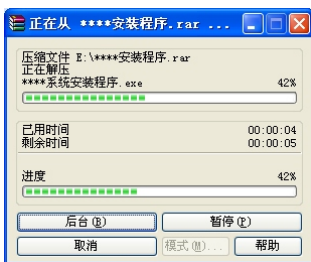 正在从 ****安装程序.rar ...
压缩文件 E:\****安装程序.rar
正在解压
****系统安装程序.exe 42%
已用时间 00:00:04
剩余时间 00:00:05
进度 42%
后台(B) 暂停(P)
取消 模式(M)... 帮助